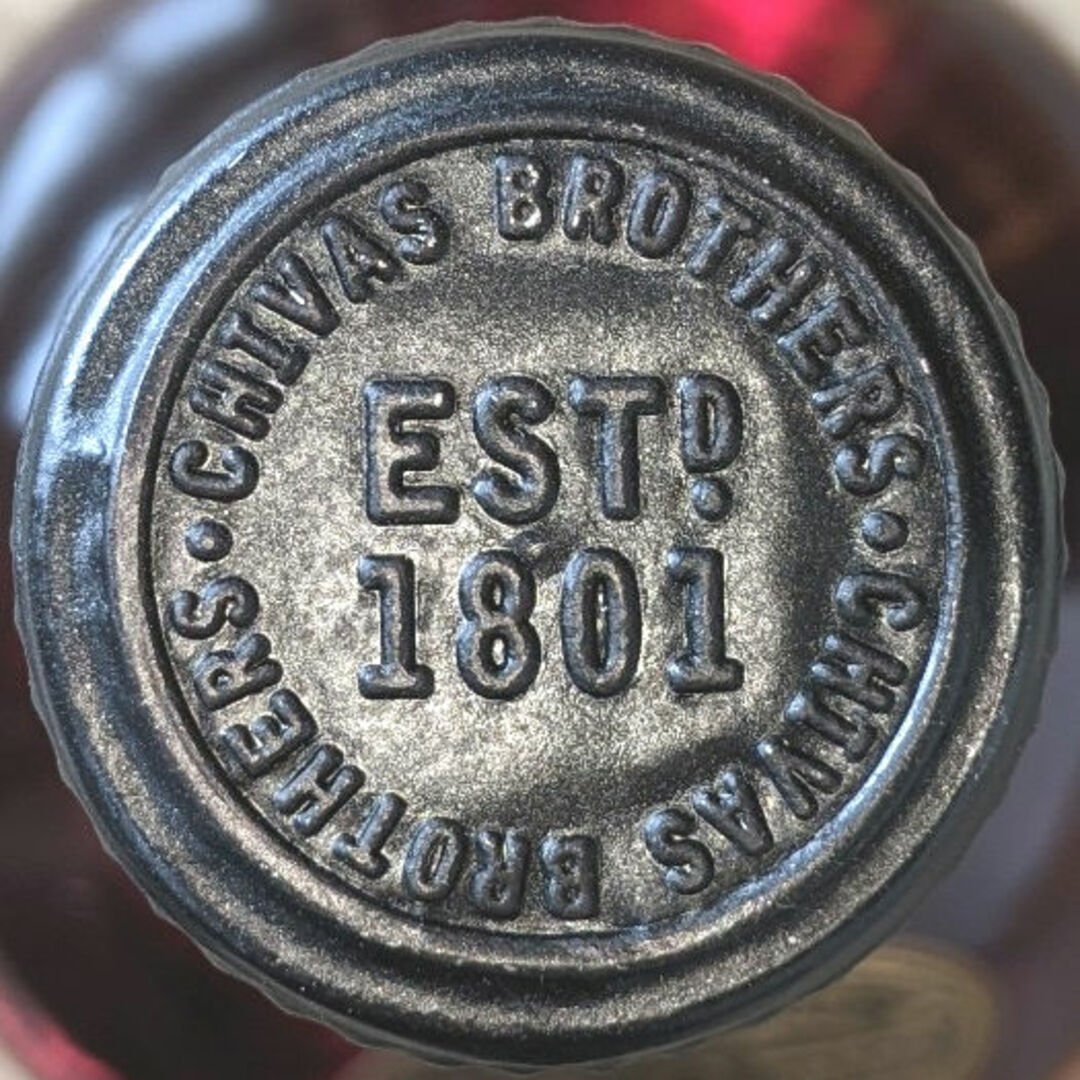 CHIVAS BROTHERS · CHIVAS BROTHERS ·
ESTD.
1801